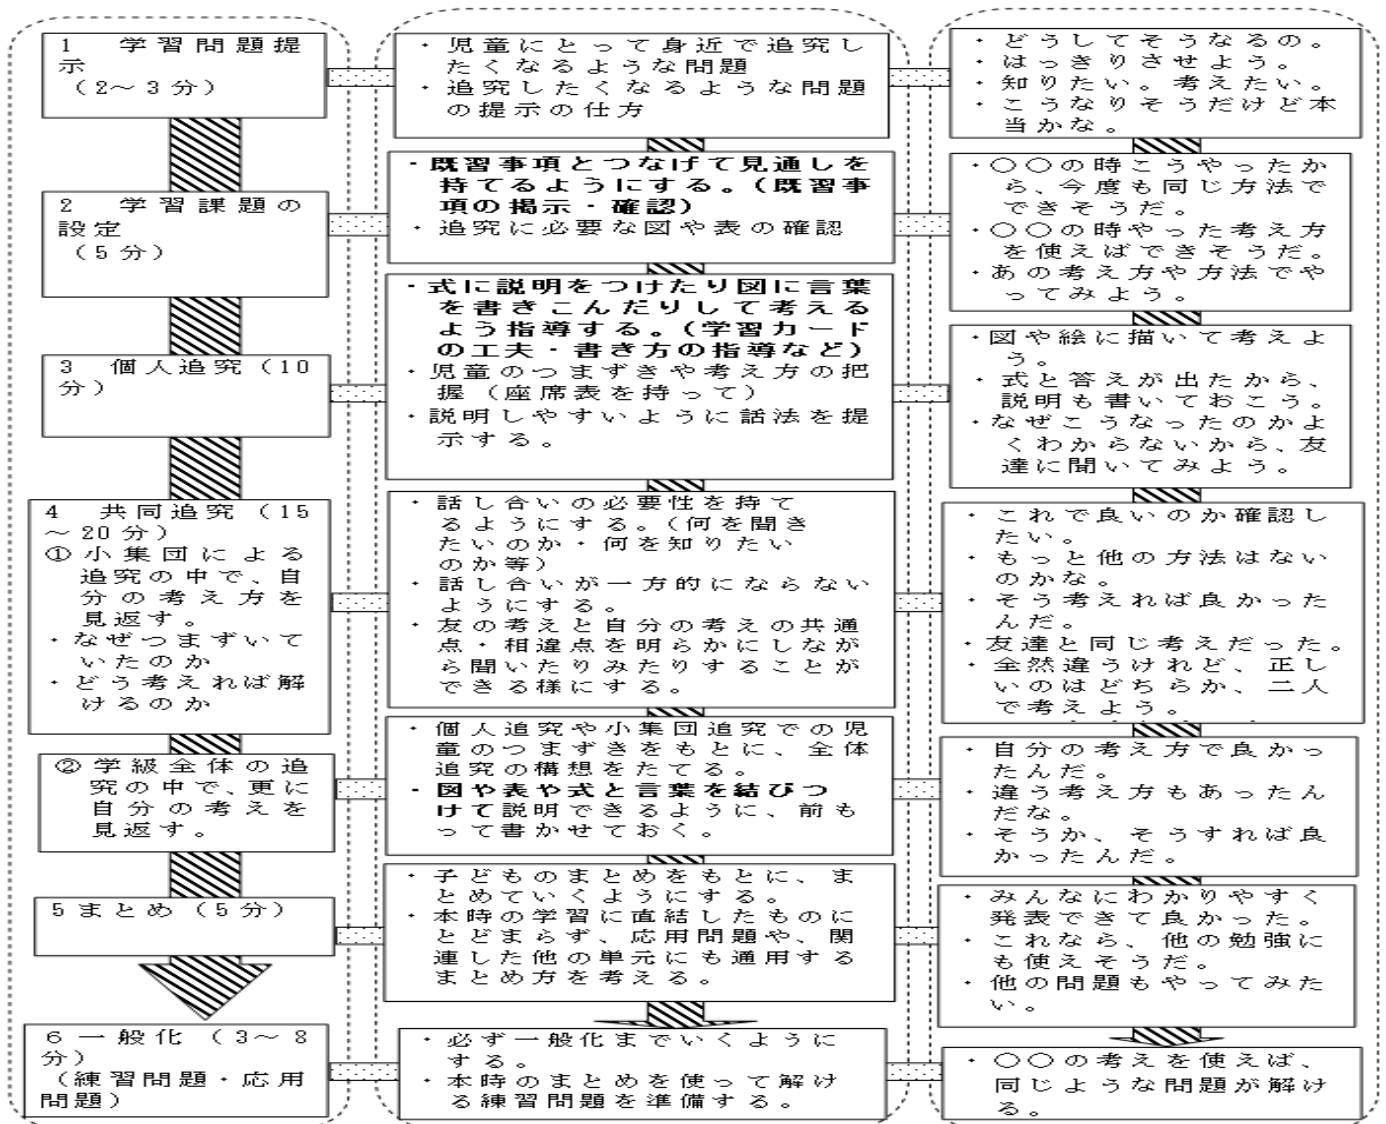 1　学習問題提
示
（2～3分）
2　学習課題の
設定
（5分）
3　個人追究（10
分）
4　共同追究（15
～20分）
①小集団による
追究の中で、自
分の考え方を
見返す。
・なぜつまずいて
いたのか
・どう考えれば解
けるのか
②学級全体の追
究の中で、更に
自分の考えを
見返す。
5まとめ（5分）
6一般化（3～8
分）
（練習問題・応用
問題）
・児童にとって身近で追究し
たくなるような問題
・追究したくなるような問題
の提示の仕方
・既習事項とつなげて見通しを
持てるようにする。（既習事
項の掲示・確認）
・追究に必要な図や表の確認
・式に説明をつけたり図に言葉
を書きこんだりして考える
よう指導する。（学習カード
の工夫・書き方の指導など）
・児童のつまずきや考え方の把
握（座席表を持って）
・説明しやすいように話法を提
示する。
・話し合いの必要性を持て
るようにする。（何を聞き
たいのか・何を知りたい
のか等）
・話し合いが一方的にならない
ようにする。
・友の考えと自分の考えの共通
点・相違点を明らかにしなが
ら聞いたりみたりすることが
できる様にする。
・個人追究や小集団追究での児
童のつまずきをもとに、全体
追究の構想をたてる。
・図や表や式と言葉を結びつ
けて説明できるように、前も
って書かせておく。
・子どものまとめをもとに、ま
とめていくようにする。
・本時の学習に直結したものに
とどまらず、応用問題や、関
連した他の単元にも通用する
まとめ方を考える。
・必ず一般化までいくように
する。
・本時のまとめを使って解け
る練習問題を準備する。
・どうしてそうなるの。
・はっきりさせよう。
・知りたい。考えたい。
・こうなりそうだけど本
当かな。
・〇〇の時こうやったか
ら、今度も同じ方法で
できそうだ。
・〇〇の時やった考え方
を使えばできそうだ。
・あの考え方や方法でや
ってみよう。
・図や絵に描いて考えよ
う。
・式と答えが出たから、
説明も書いておこう。
・なぜこうなったのかよ
くわからないから、友
達に聞いてみよう。
・これで良いのか確認し
たい。
・もっと他の方法はない
のかな。
・そう考えれば良かった
んだ。
・友達と同じ考えだった。
・全然違うけれど、正し
いのはどちらか、二人
で考えよう。
・自分の考え方で良かっ
たんだ。
・違う考え方もあったん
だな。
・そうか、そうすれば良
かったんだ。
・みんなにわかりやすく
発表できて良かった。
・これなら、他の勉強に
も使えそうだ。
・他の問題もやってみた
い。
・〇〇の考えを使えば、
同じような問題が解け
る。